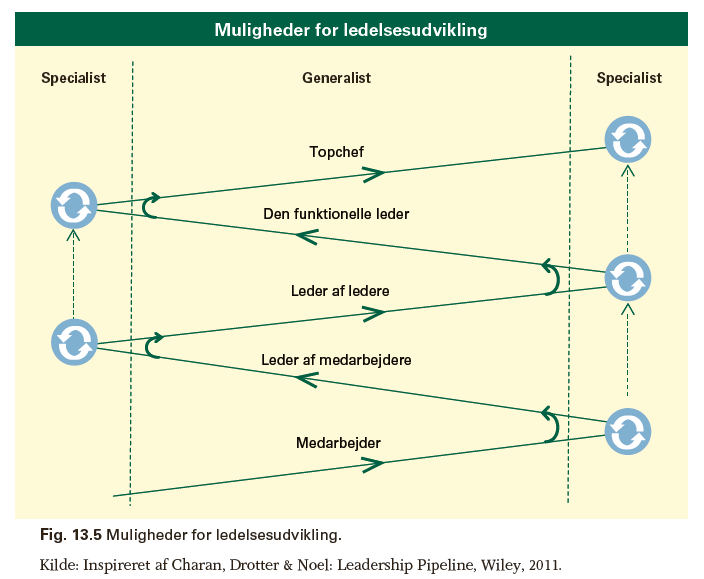 Muligheder for ledelsesudvikling
Specialist
Generalist
Specialist
Topchef
Den funktionelle leder
Leder af ledere
Leder af medarbejdere
Medarbejder
Fig. 13.5 Muligheder for ledelsesudvikling.
Kilde: Inspireret af Charan, Drotter & Noel: Leadership Pipeline, Wiley, 2011.